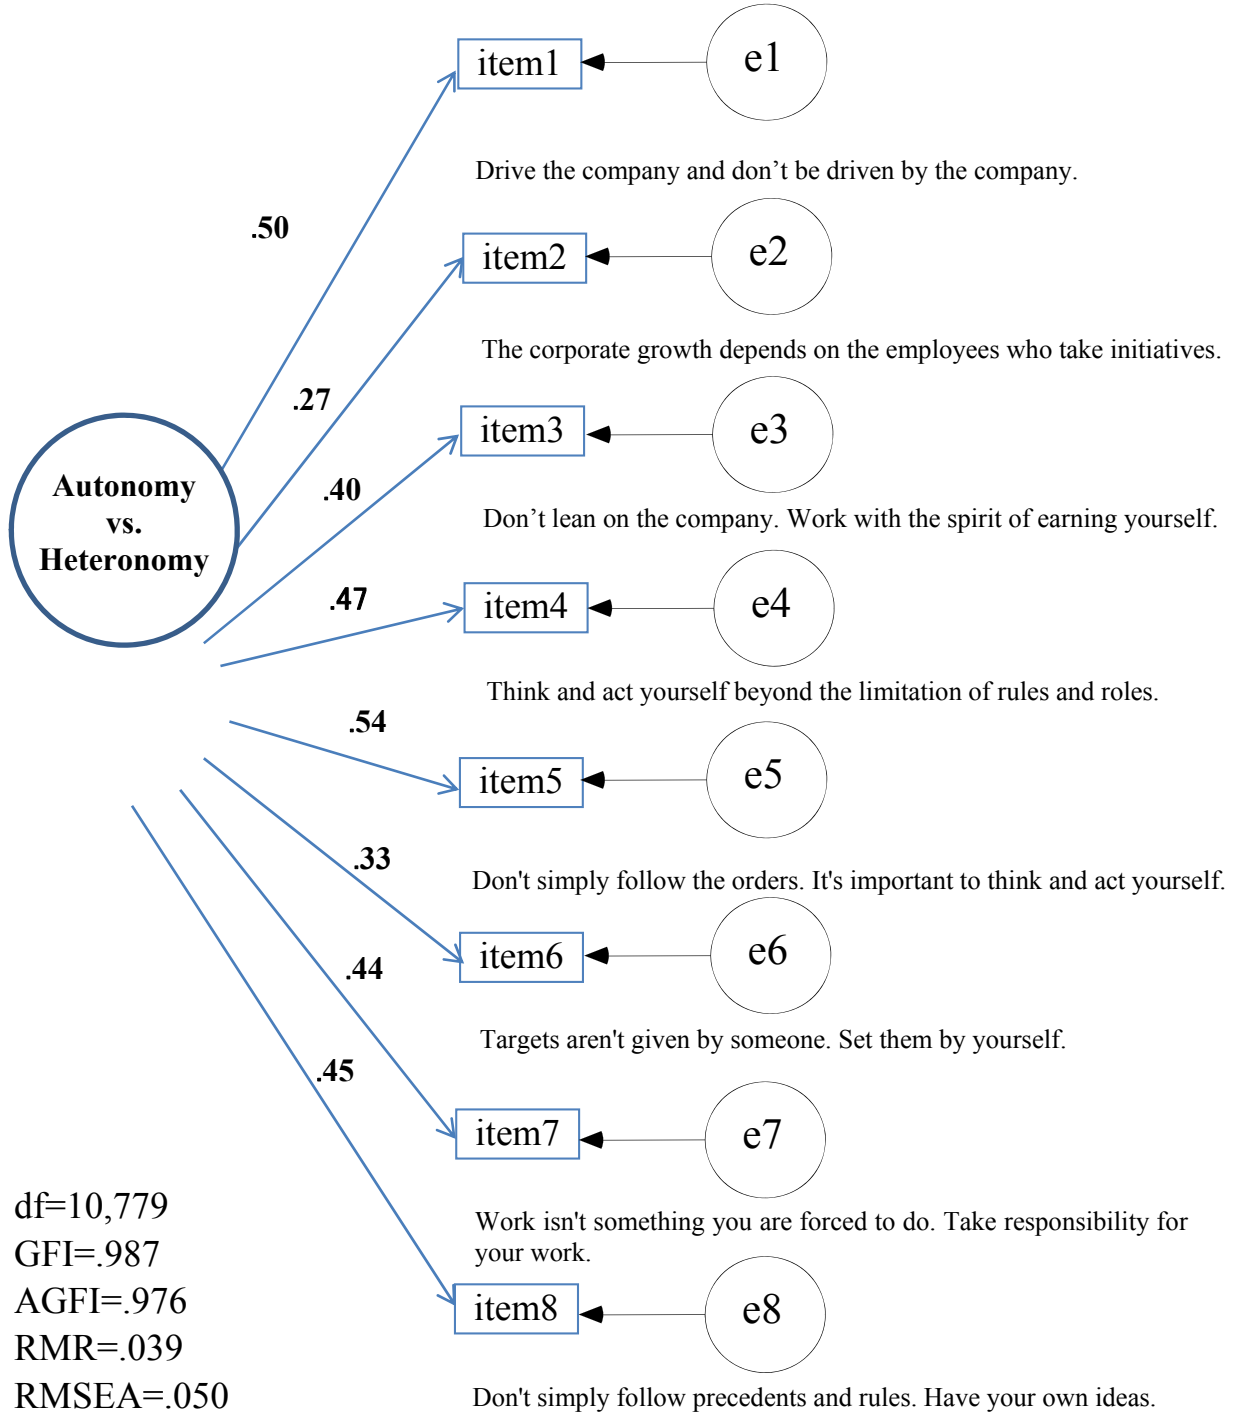 item1
e1
Drive the company and don’t be driven by the company.
.50
item2
e2
The corporate growth depends on the employees who take initiatives.
.27
item3
e3
Autonomy
vs.
Heteronomy
.40
Don’t lean on the company. Work with the spirit of earning yourself.
.47
item4
e4
Think and act yourself beyond the limitation of rules and roles.
.54
item5
e5
.33
Don't simply follow the orders. It's important to think and act yourself.
item6
e6
.44
Targets aren't given by someone. Set them by yourself.
.45
item7
e7
Work isn't something you are forced to do. Take responsibility for
your work.
item8
e8
Don't simply follow precedents and rules. Have your own ideas.
df=10,779
GFI=.987
AGFI=.976
RMR=.039
RMSEA=.050